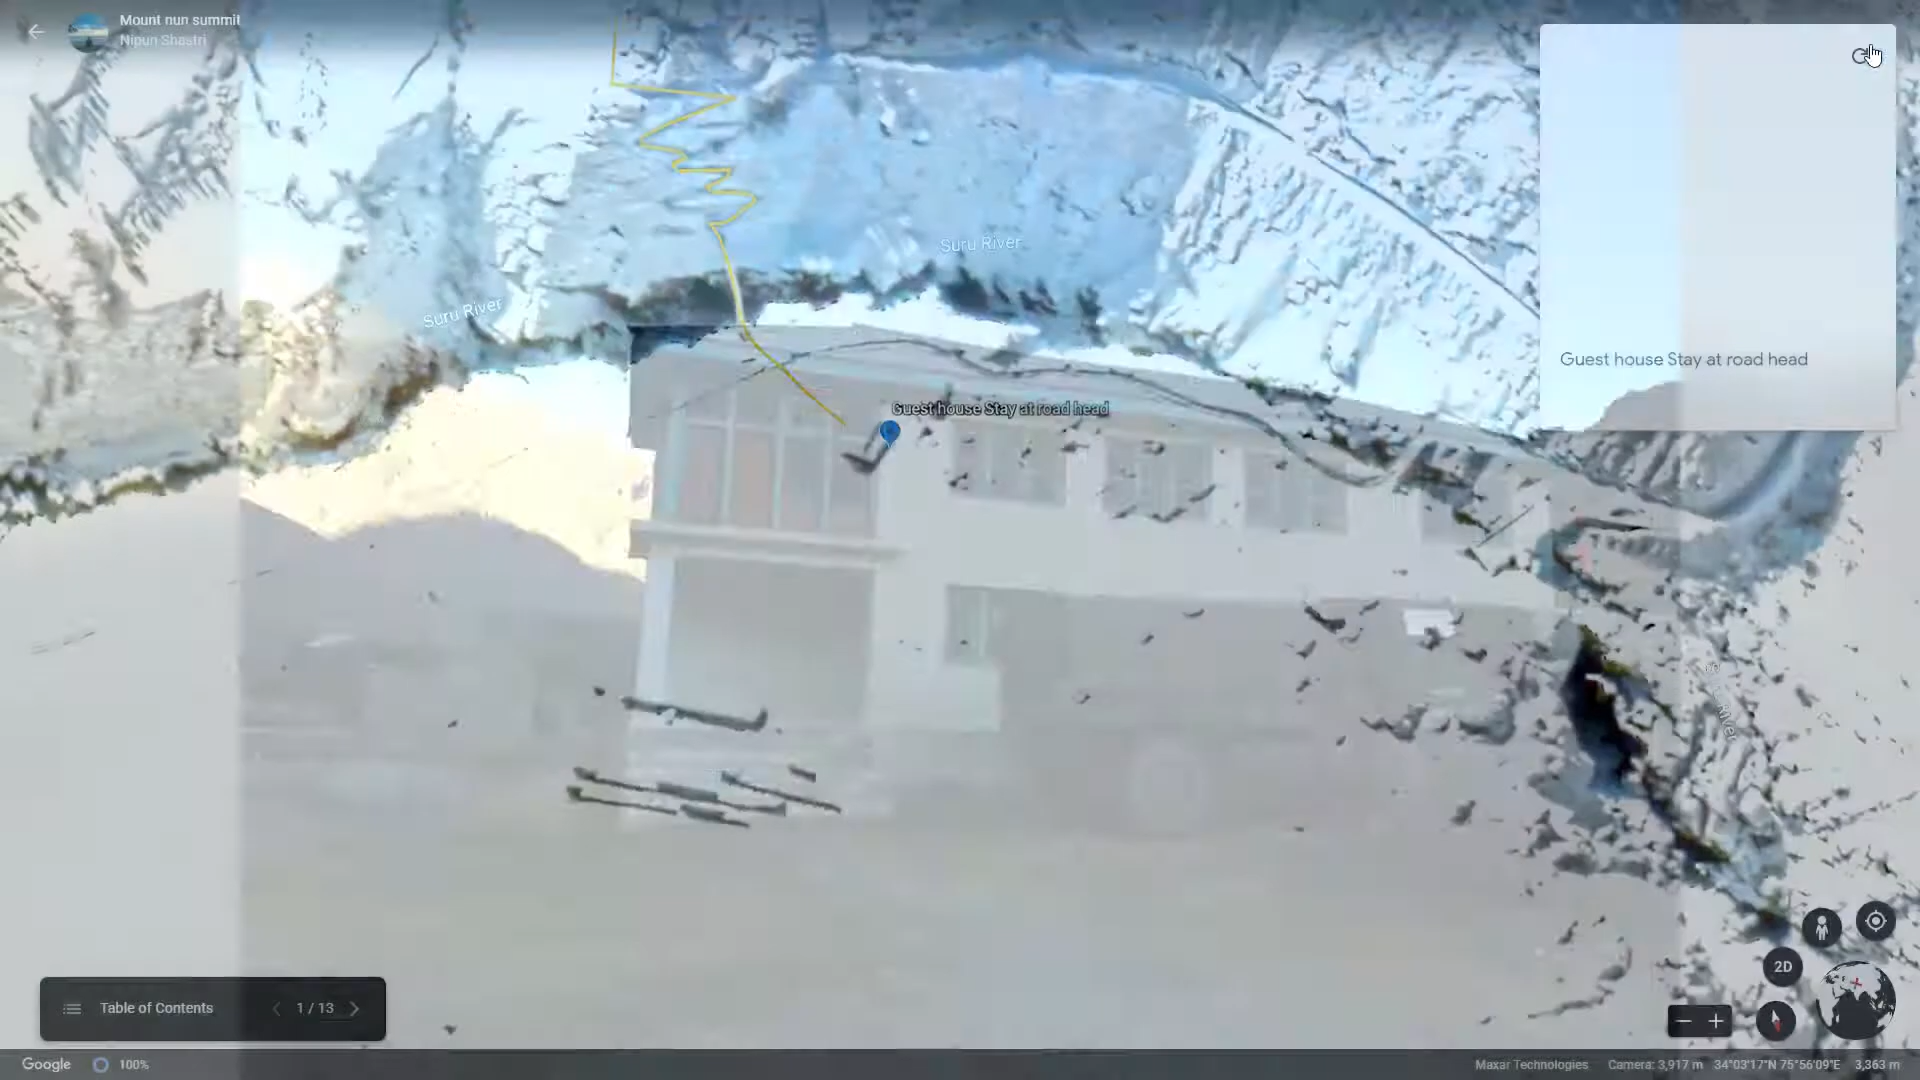 Mount nun summit
Nipun Shastri
Suru River
Suru River
Guest house Stay at road head
Guest house Stay at road head
River
2D
Table of Contents
1 / 13
Google
100%
Maxar Technologies
Camera: 3,917 m
34°03'17"N 75°56'09"E
3,363 m